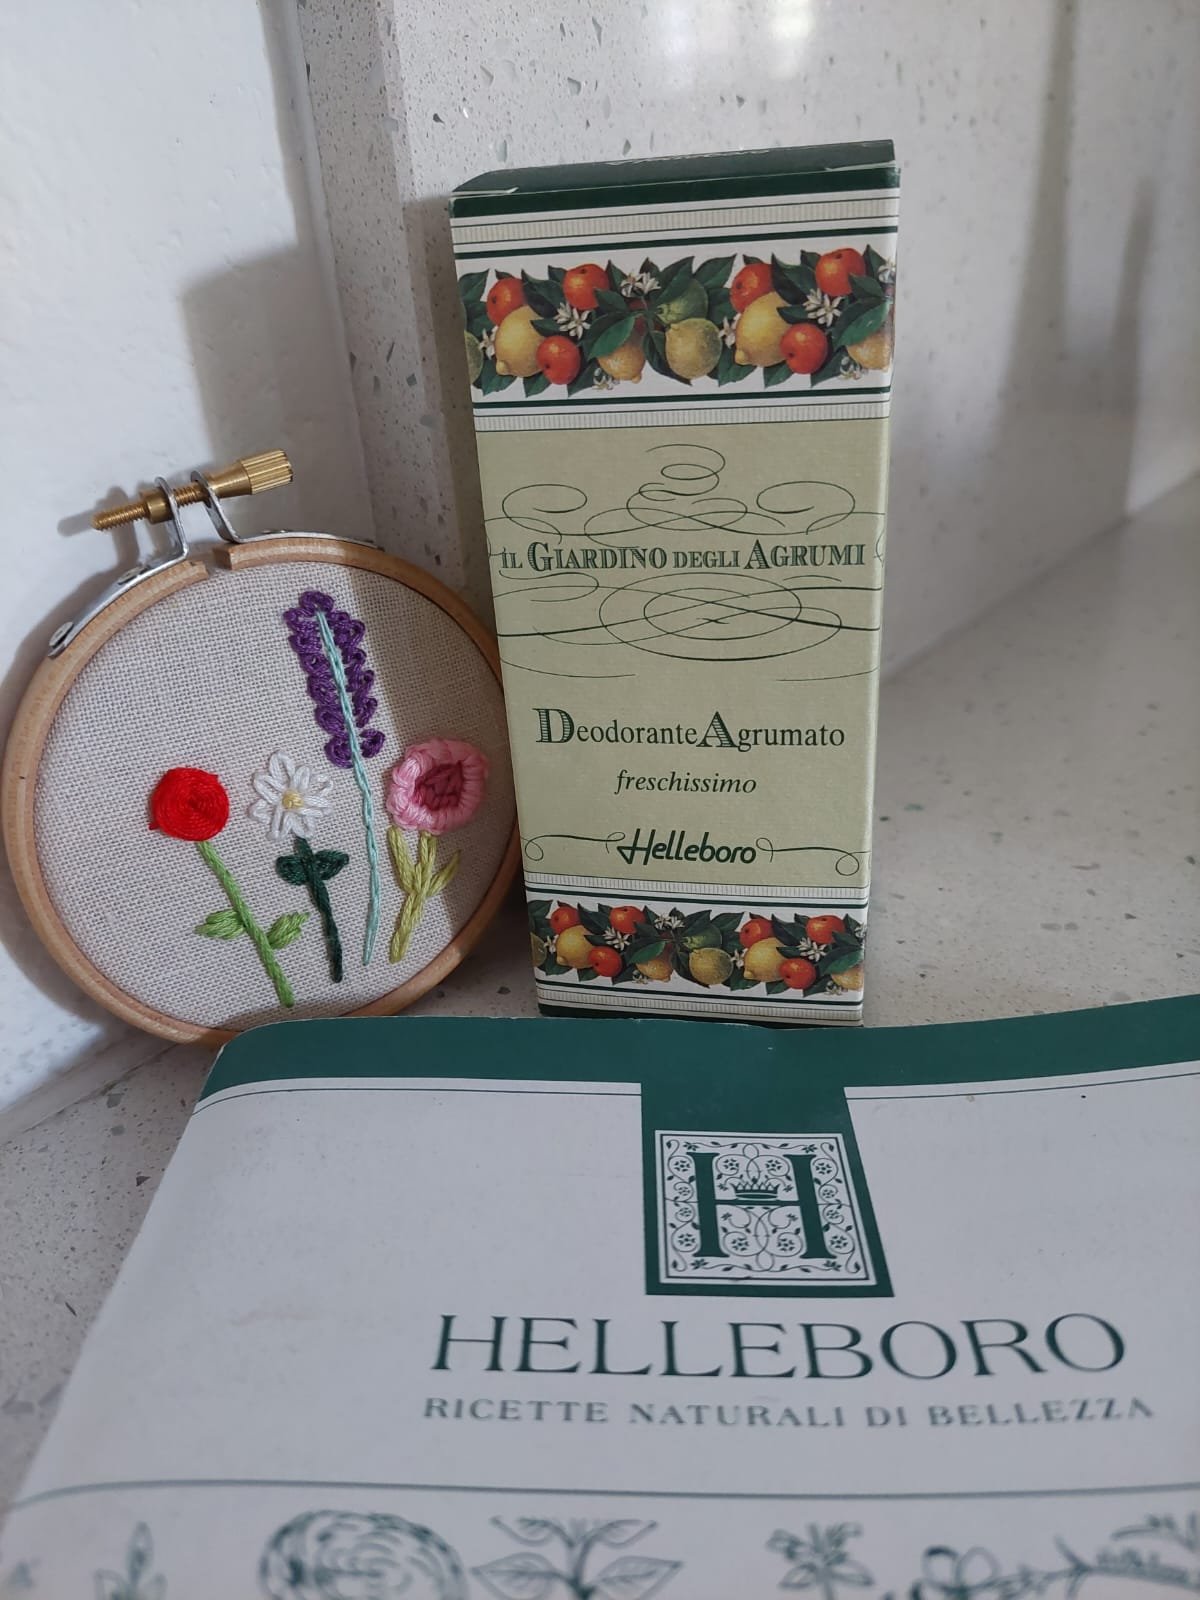 IL GIARDINO DEGLI AGRUMI
Deodorante Agrumato
freschissimo
Helleboro
H
HELLEBORO
RICETTE NATURALI DI BELLEZZA